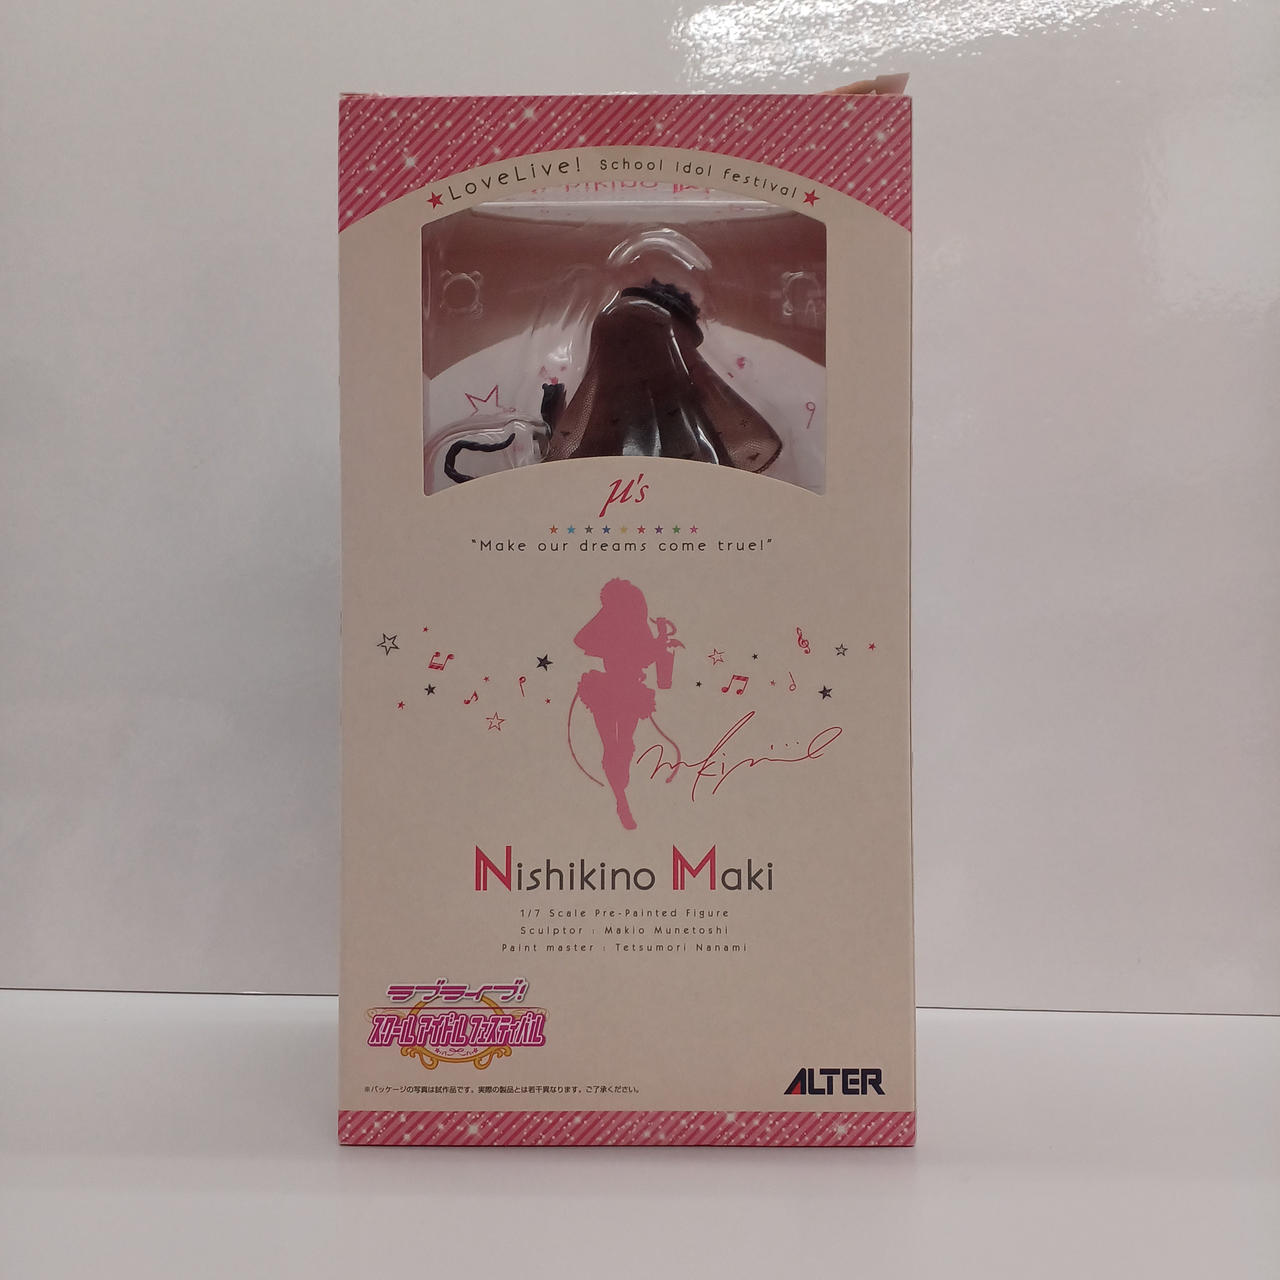 ★LoveLive! School idol festival★
ikino M
9
μ's
"Make our dreams come true!"
Nishikino Maki
1/7 Scale Pre-Painted Figure
Sculptor : Makio Munetoshi
Paint master : Tetsumori Nanami
ラブライブ!
スクールアイドルフェスティバル
※パッケージの写真は試作品です。実際の製品とは若干異なります。ご了承ください。
ALTER